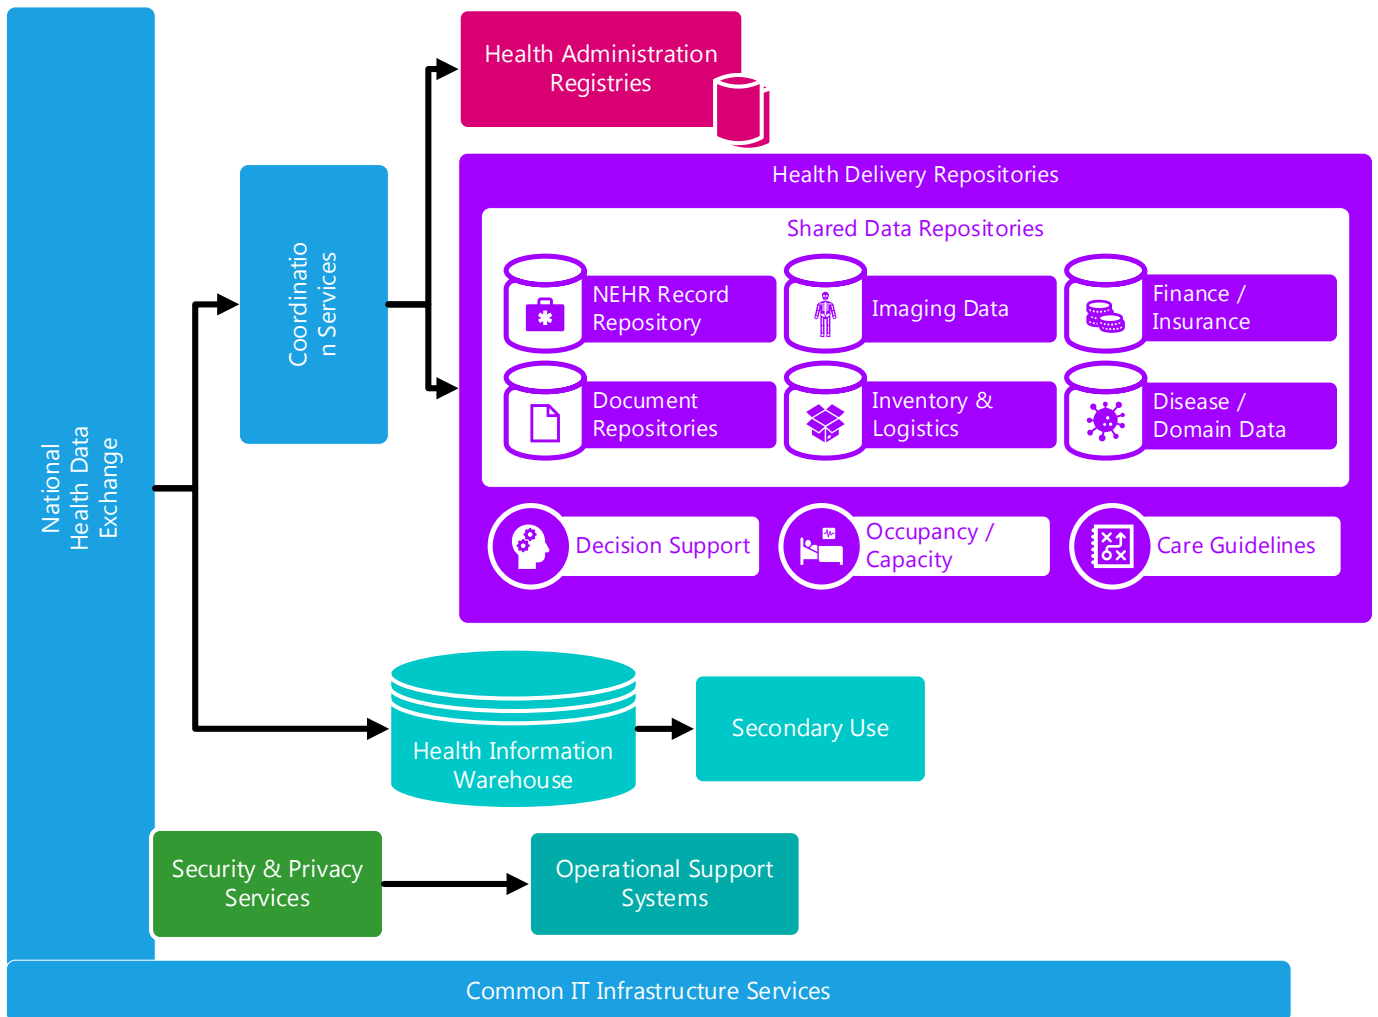 Health Administration
Registries
Health Delivery Repositories
Shared Data Repositories
NEHR Record
Repository
Imaging Data
Finance /
Insurance
Document
Repositories
Inventory &
Logistics
Disease /
Domain Data
Decision Support
Occupancy /
Capacity
Care Guidelines
Coordinatio
n Services
National
Health Data
Exchange
Health Information
Warehouse
Secondary Use
Security & Privacy
Services
Operational Support
Systems
Common IT Infrastructure Services